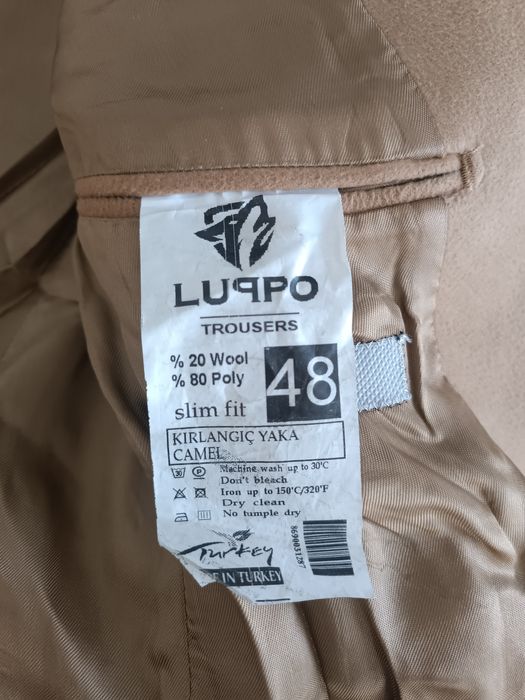 LUPPO
TROUSERS
% 20 Wool
% 80 Poly
48
slim fit
KIRLANGIÇ YAKA
CAMEL
Machine wash up to 30°C
Don't bleach
Iron up to 150°C/320°F
Dry clean
No tumple dry
Turkey
E IN TURKEY